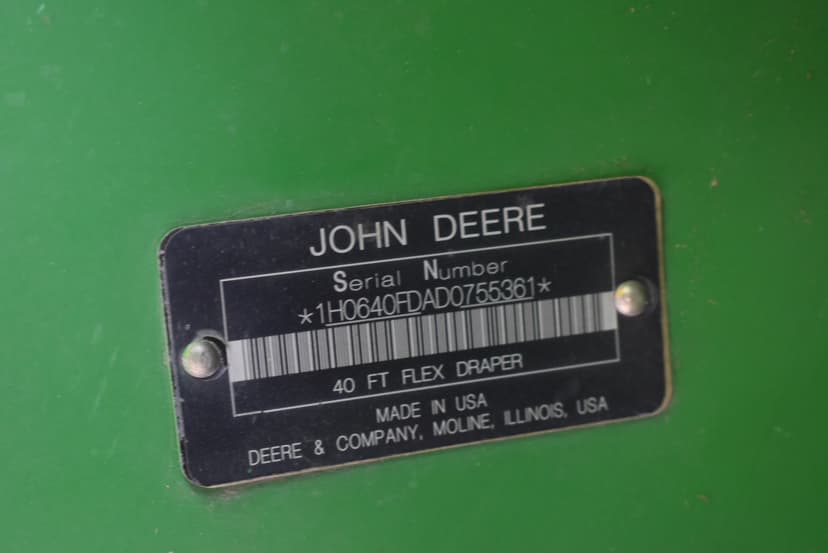 JOHN DEERE
Serial Number
*1H0640FDAD0755361*
40 FT FLEX DRAPER
MADE IN USA
DEERE & COMPANY, MOLINE, ILLINOIS, USA